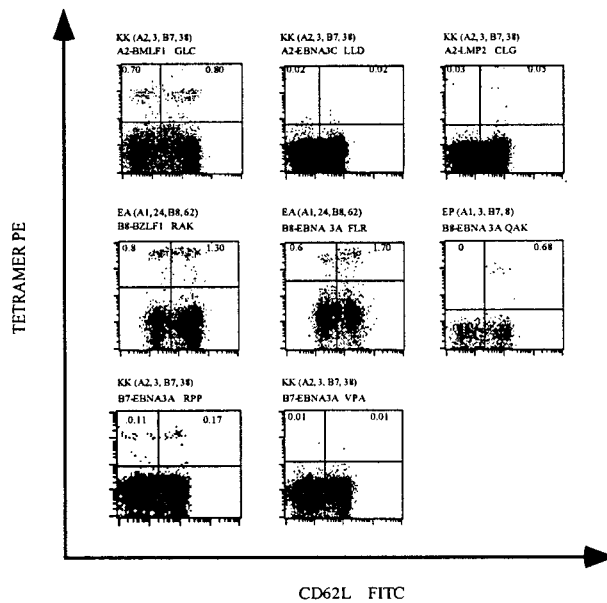 KK (A2, 3, B7, 38)
A2-BMLF1 GLC
0.70 0.80
KK (A2, 3, B7, 38)
A2-EBNA3C LLD
0.02 0.02
KK (A2, 3, B7, 38)
A2-LMP2 CLG
0.03 0.05
EA (A1, 24, B8, 62)
B8-BZLF1 RAK
0.8 1.30
EA (A1, 24, B8, 62)
B8-EBNA 3A FLR
0.6 1.70
EP (A1, 3, B7, 8)
B8-EBNA 3A QAK
0 0.68
KK (A2, 3, B7, 38)
B7-EBNA3A RPP
0.11 0.17
KK (A2, 3, B7, 38)
B7-EBNA3A VPA
0.01 0.01
TETRAMER PE
CD62L FITC